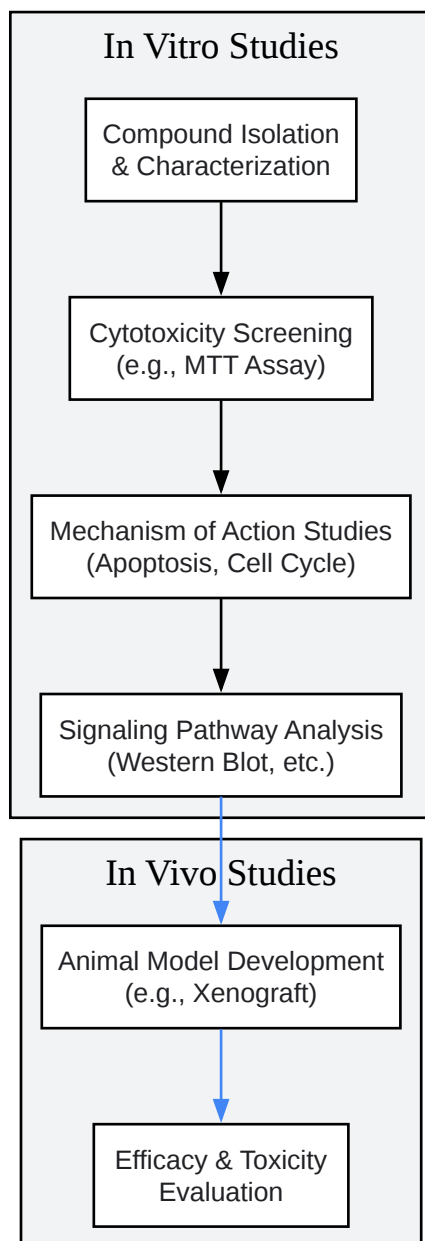 In Vitro Studies
Compound Isolation
& Characterization
Cytotoxicity Screening
(e.g., MTT Assay)
Mechanism of Action Studies
(Apoptosis, Cell Cycle)
Signaling Pathway Analysis
(Western Blot, etc.)
In Vivo Studies
Animal Model Development
(e.g., Xenograft)
Efficacy & Toxicity
Evaluation